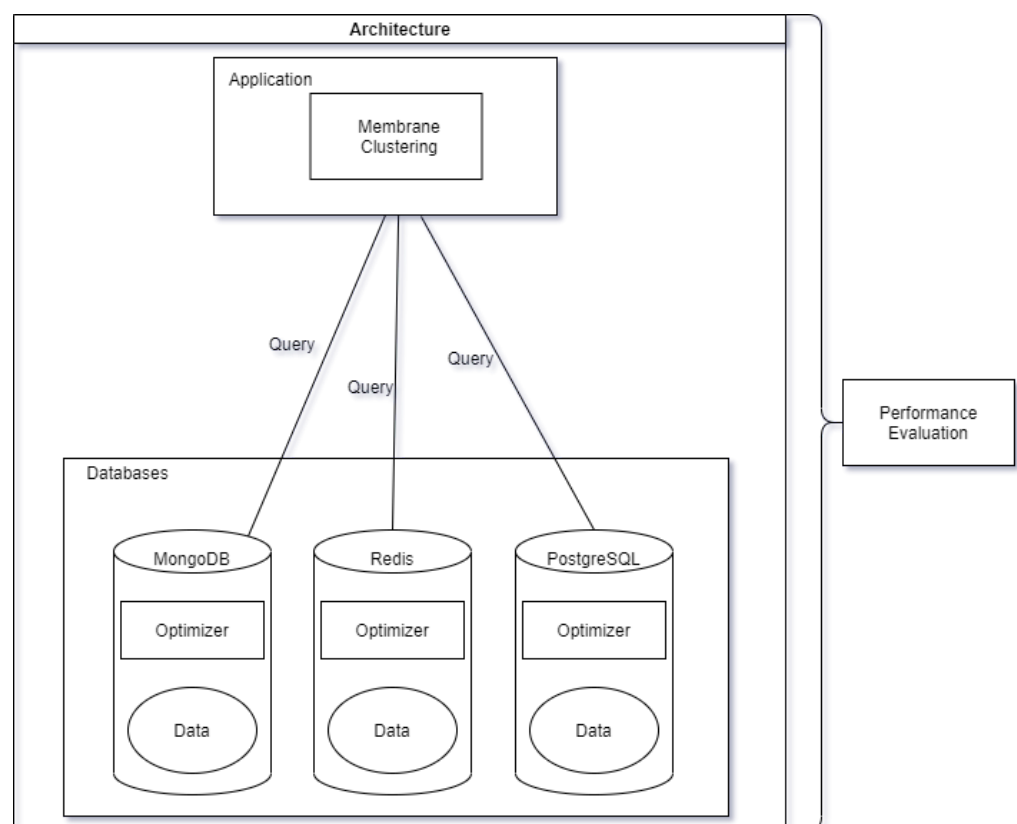 Architecture
Application
Membrane
Clustering
Query
Query
Query
Performance
Evaluation
Databases
MongoDB
Redis
PostgreSQL
Optimizer
Optimizer
Optimizer
Data
Data
Data